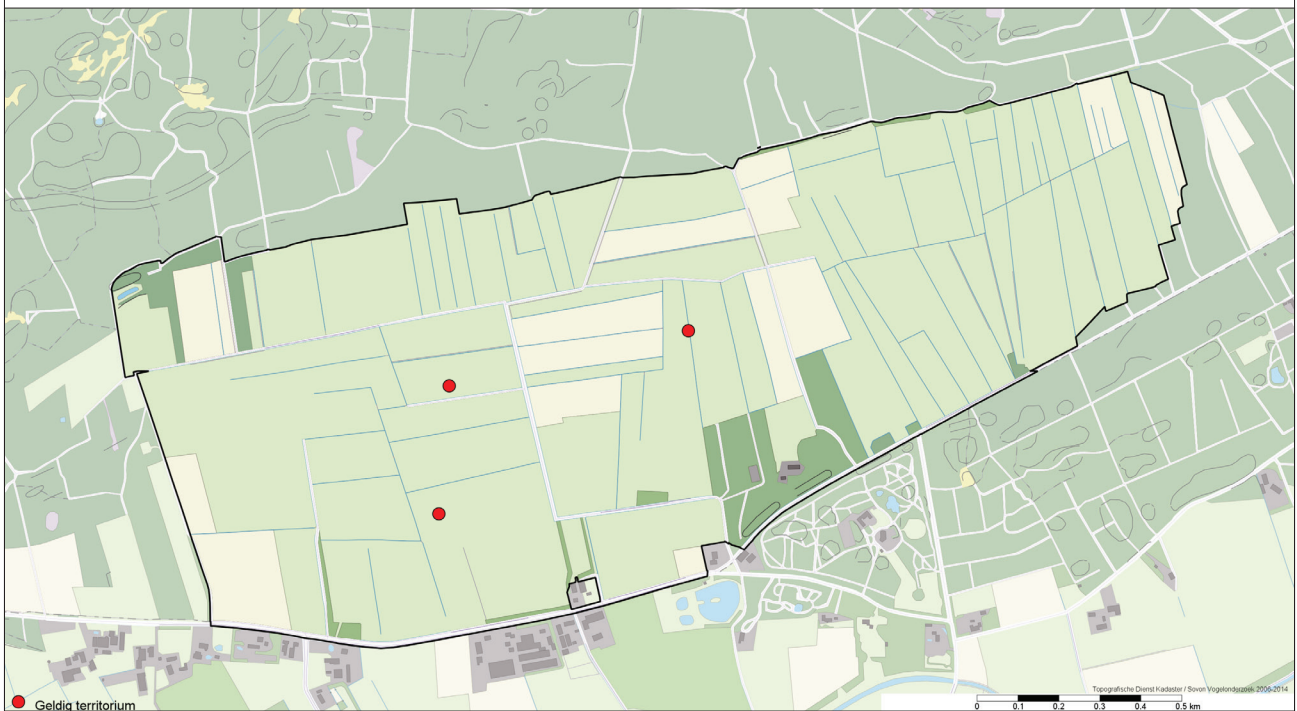 Topografische Dienst Kadaster / Sovon Vogelonderzoek 2006-2014
Geldig territorium
0 0.1 0.2 0.3 0.4 0.5 km